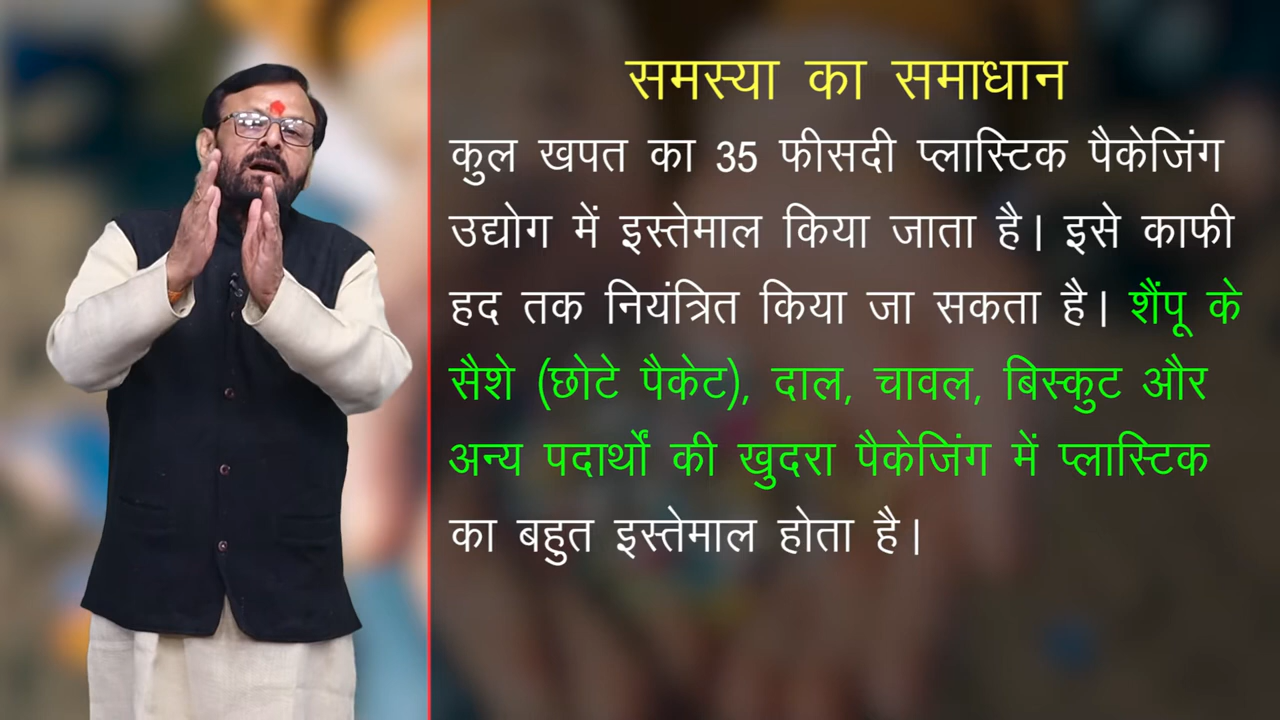 समस्या का समाधान
कुल खपत का 35 फीसदी प्लास्टिक पैकेजिंग
उद्योग में इस्तेमाल किया जाता है। इसे काफी
हद तक नियंत्रित किया जा सकता है। शैंपू के
सैशे (छोटे पैकेट), दाल, चावल, बिस्कुट और
अन्य पदार्थों की खुदरा पैकेजिंग में प्लास्टिक
का बहुत इस्तेमाल होता है।